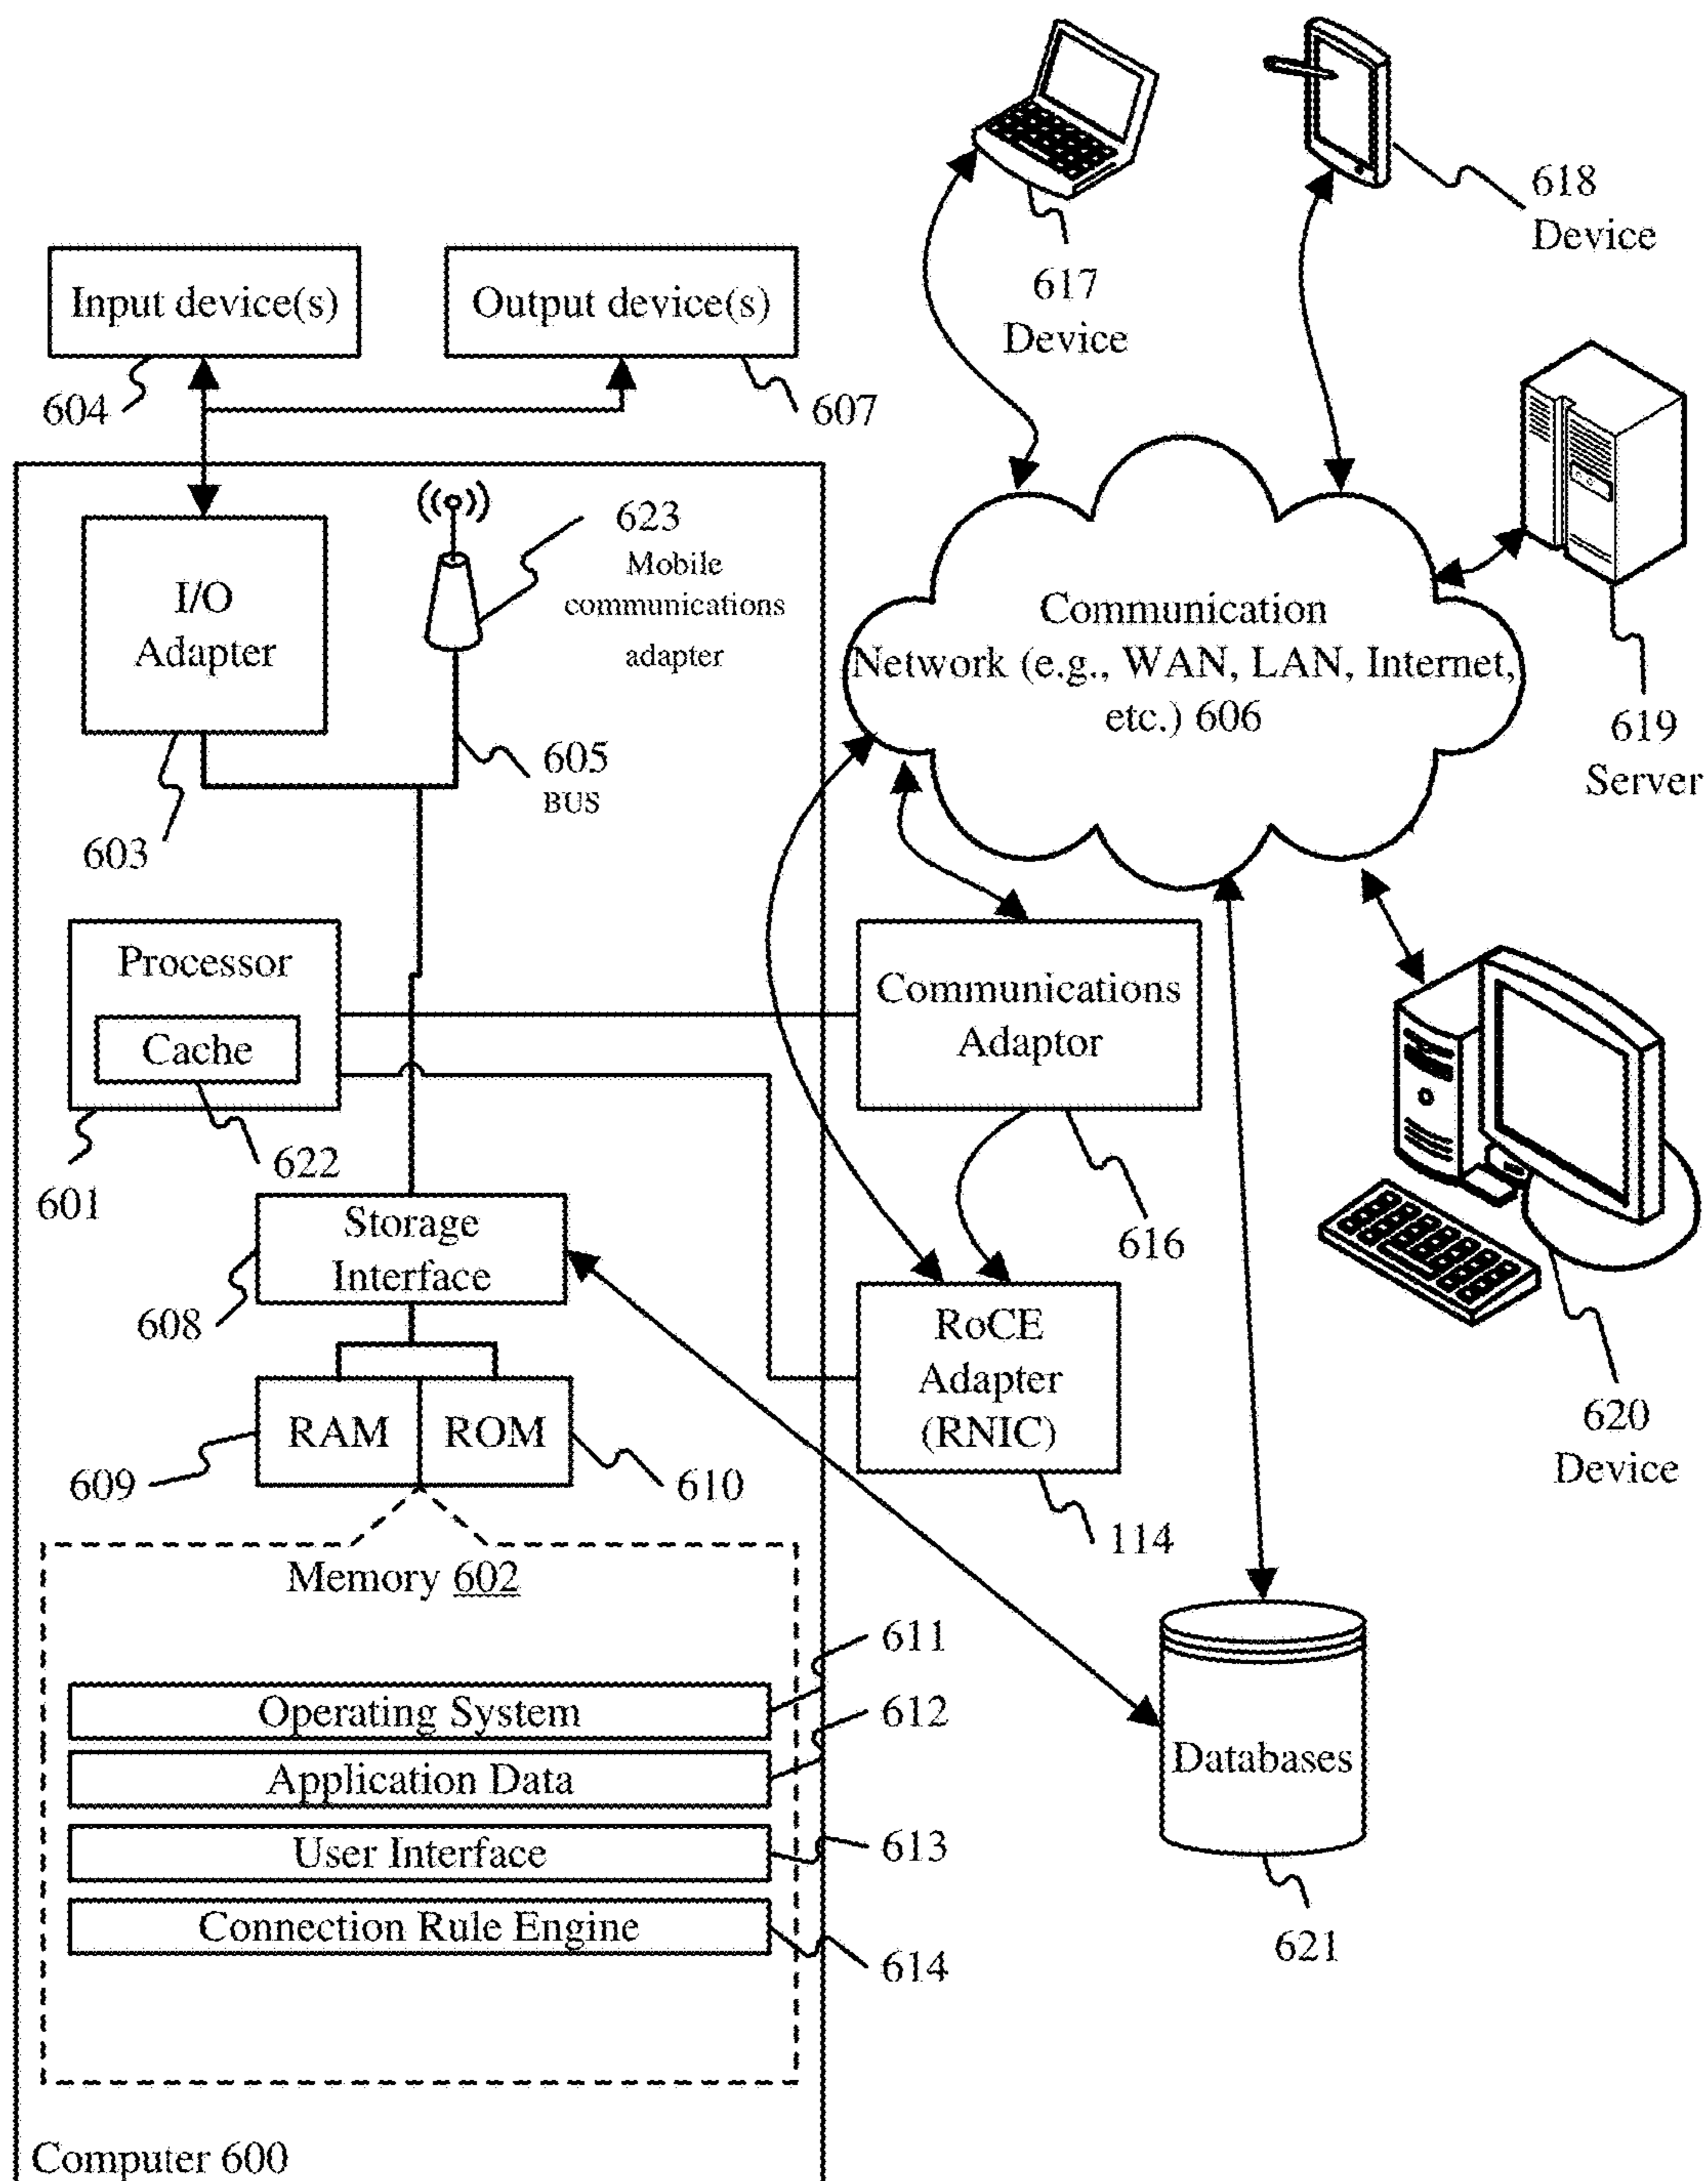 618
Device
617
Device
Input device(s)
Output device(s)
604
607
623
Mobile
communications
adapter
I/O
Adapter
Communication
Network (e.g., WAN, LAN, Internet,
etc.) 606
619
Server
605
BUS
603
Processor
Cache
Communications
Adaptor
622
601
Storage
Interface
616
608
RoCE
Adapter
(RNIC)
RAM
ROM
620
Device
609
610
114
Memory 602
611
Operating System
612
Application Data
Databases
User Interface
613
Connection Rule Engine
614
621
Computer 600